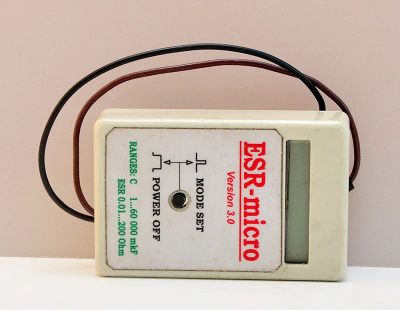 ESR-micro
Version 3.0
MODE SET
POWER OFF
RANGES: C 1...60 000 mkF
ESR 0.01...200 Ohm